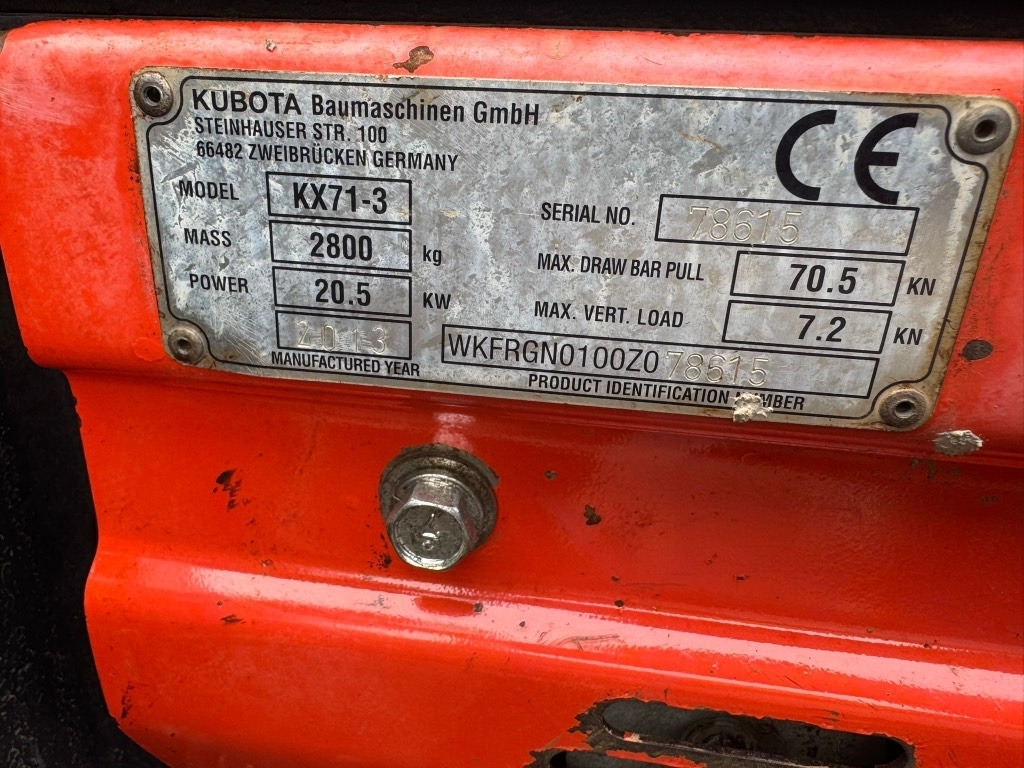 KUBOTA Baumaschinen GmbH
STEINHAUSER STR. 100
66482 ZWEIBRÜCKEN GERMANY
CE
MODEL KX71-3
MASS 2800 kg
POWER 20.5 KW
2013
MANUFACTURED YEAR
SERIAL NO. 78615
MAX. DRAW BAR PULL 70.5 KN
MAX. VERT. LOAD 7.2 KN
WKFRGN0100Z078615
PRODUCT IDENTIFICATION NUMBER